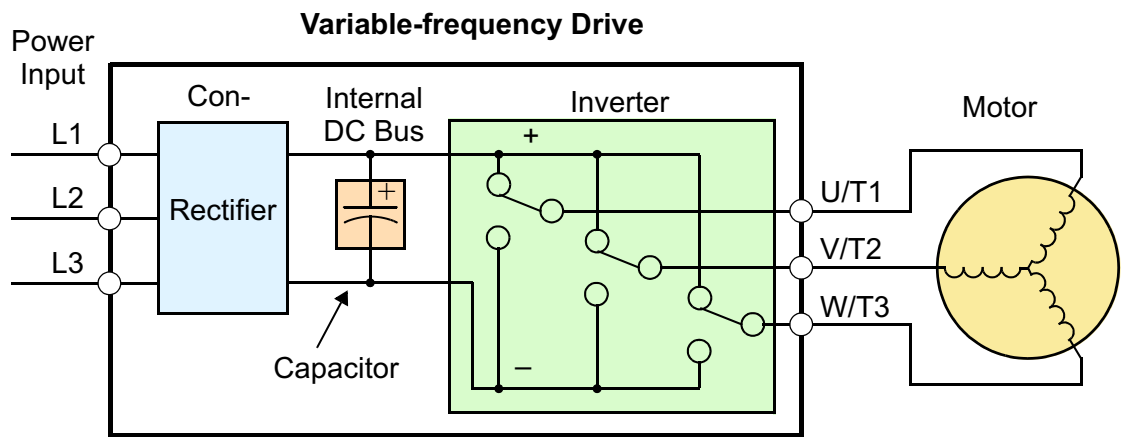 Variable-frequency Drive
Power
Input
Con-
Internal
DC Bus
Inverter
Motor
L1
L2
L3
Rectifier
+
+
–
Capacitor
U/T1
V/T2
W/T3